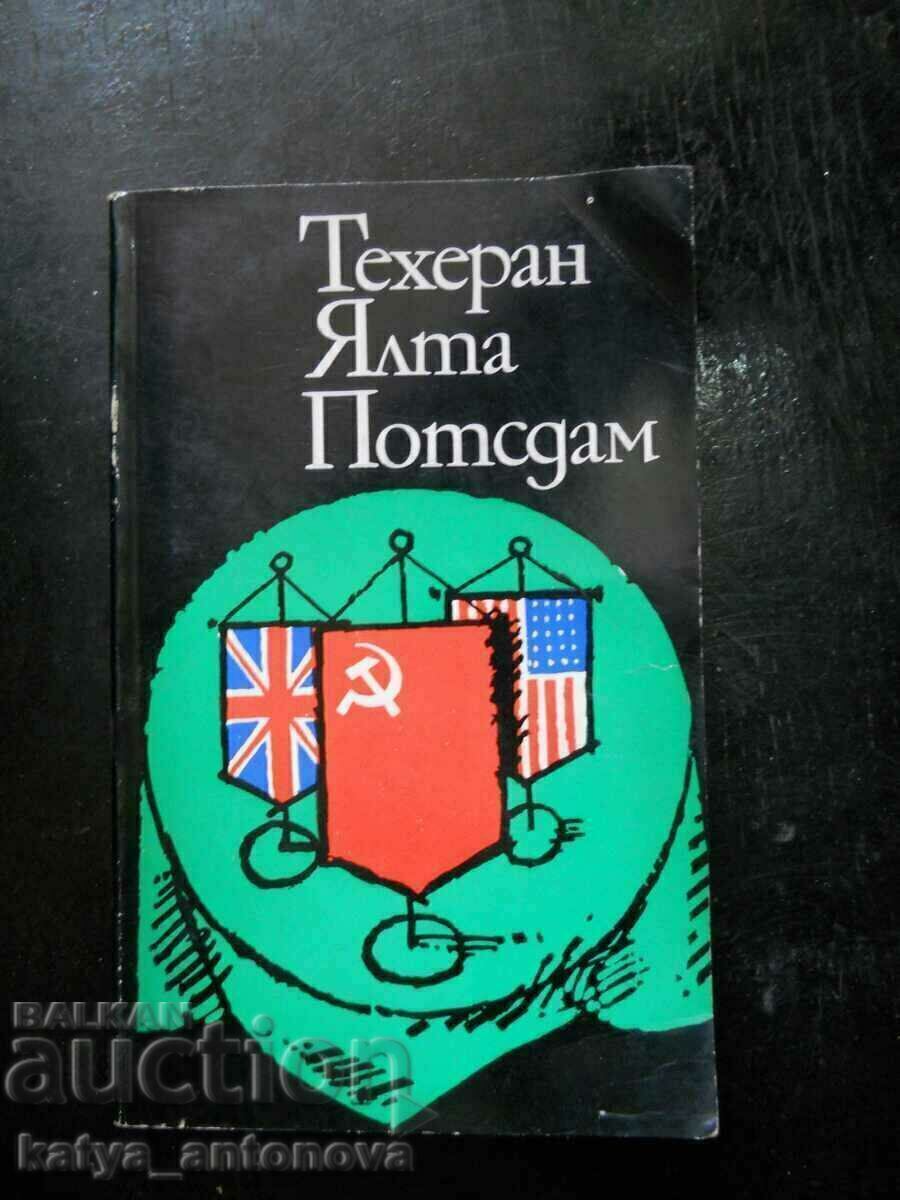 Техеран
Ялта
Потсдам
BALKAN
auction
katya_antonova